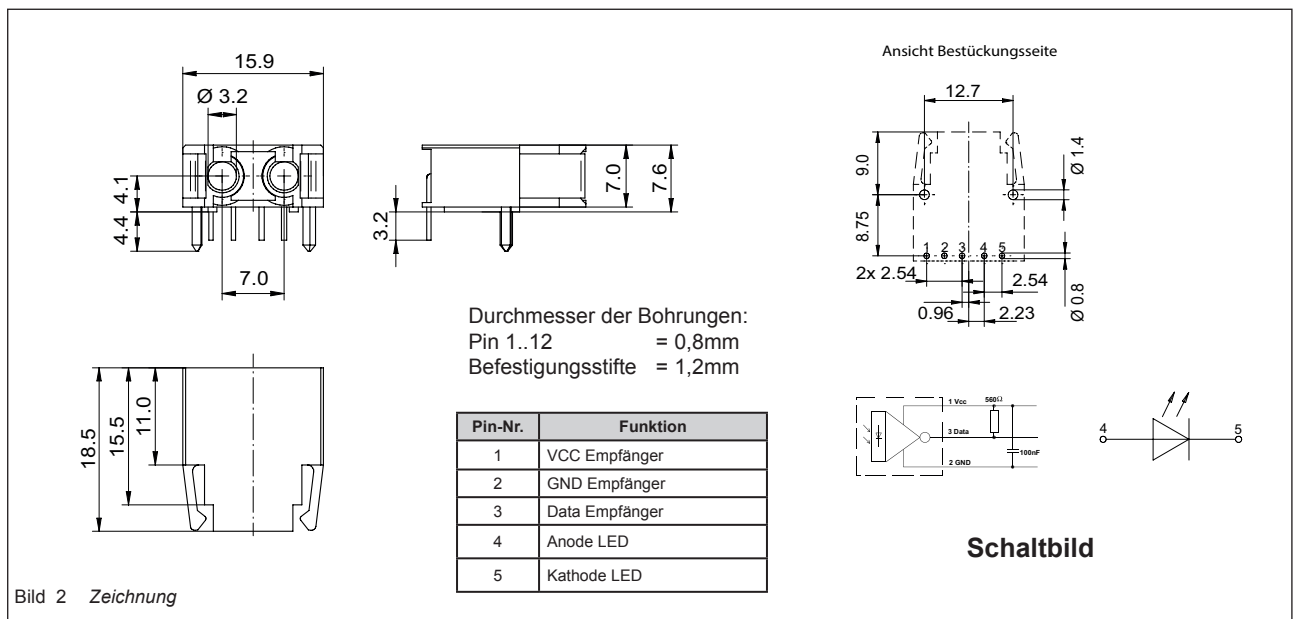 15.9
Ø 3.2
4.1
4.4
7.0
3.2
7.0
7.6
Ansicht Bestückungsseite
12.7
9.0
8.75
Ø 1.4
1 2 3 4 5
2x 2.54
2.54
0.96
2.23
Ø 0.8
18.5
15.5
11.0
Durchmesser der Bohrungen:
Pin 1..12 = 0,8mm
Befestigungsstifte = 1,2mm
Pin-Nr. Funktion
1 VCC Empfänger
2 GND Empfänger
3 Data Empfänger
4 Anode LED
5 Kathode LED
1 Vcc
560Ω
3 Data
100nF
2 GND
4
5
Schaltbild
Bild 2 Zeichnung